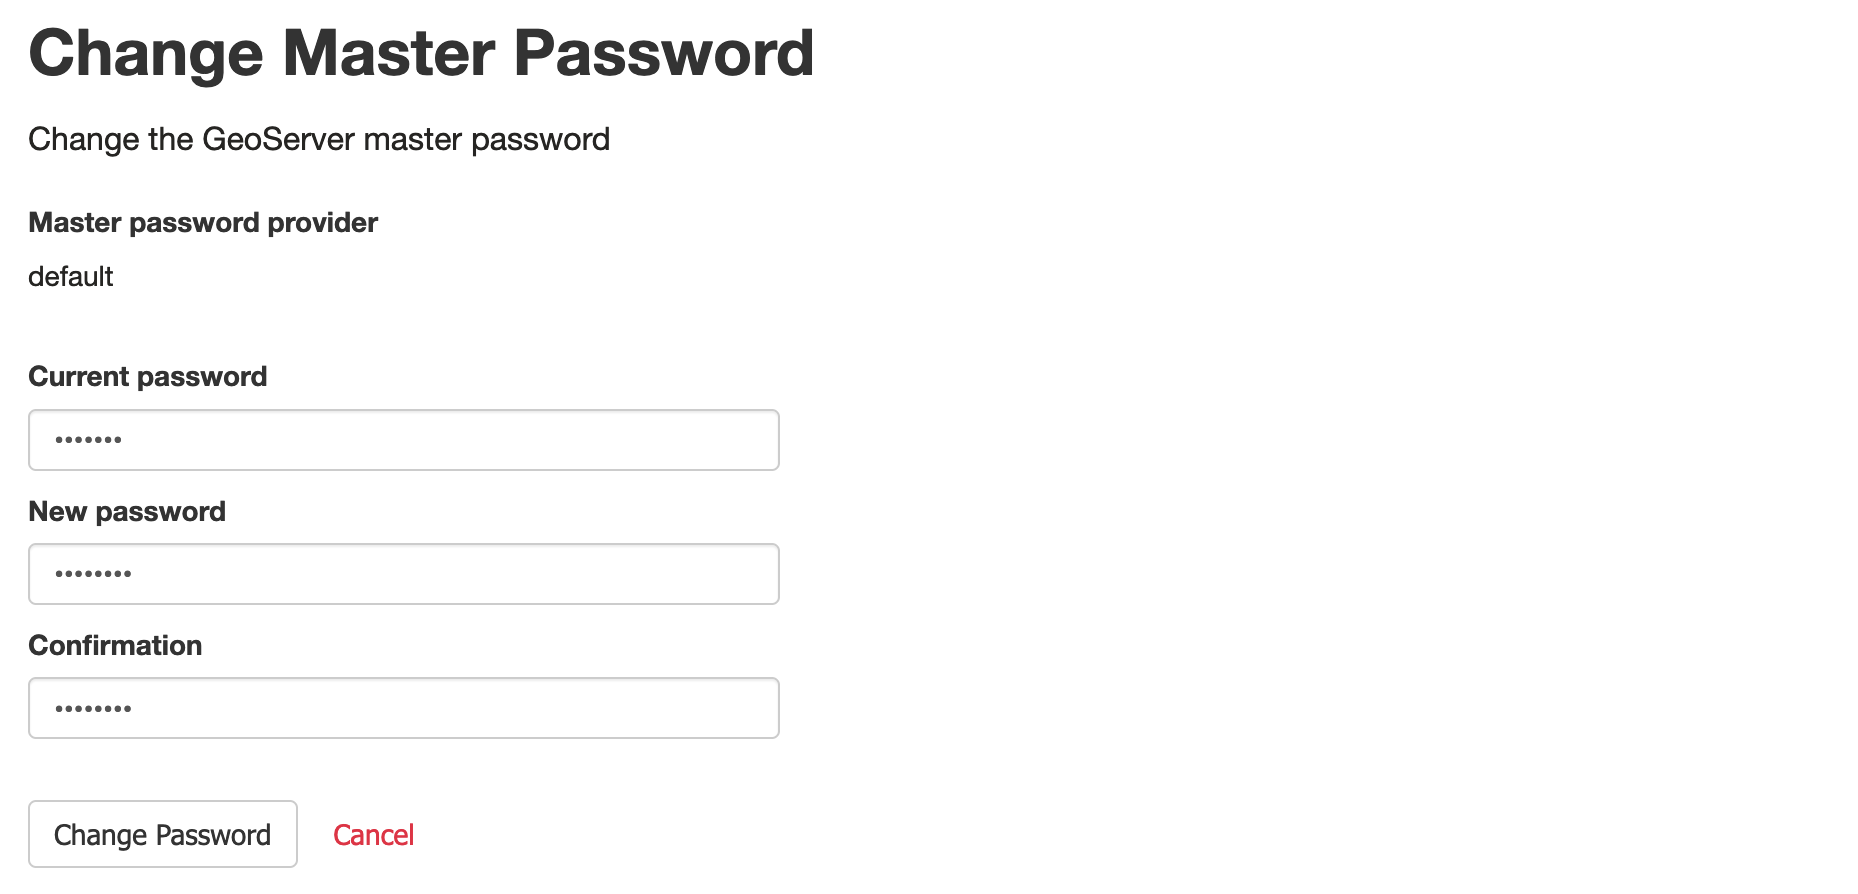 Change Master Password
Change the GeoServer master password
Master password provider
default
Current password
•••••••
New password
••••••••
Confirmation
••••••••
Change Password Cancel